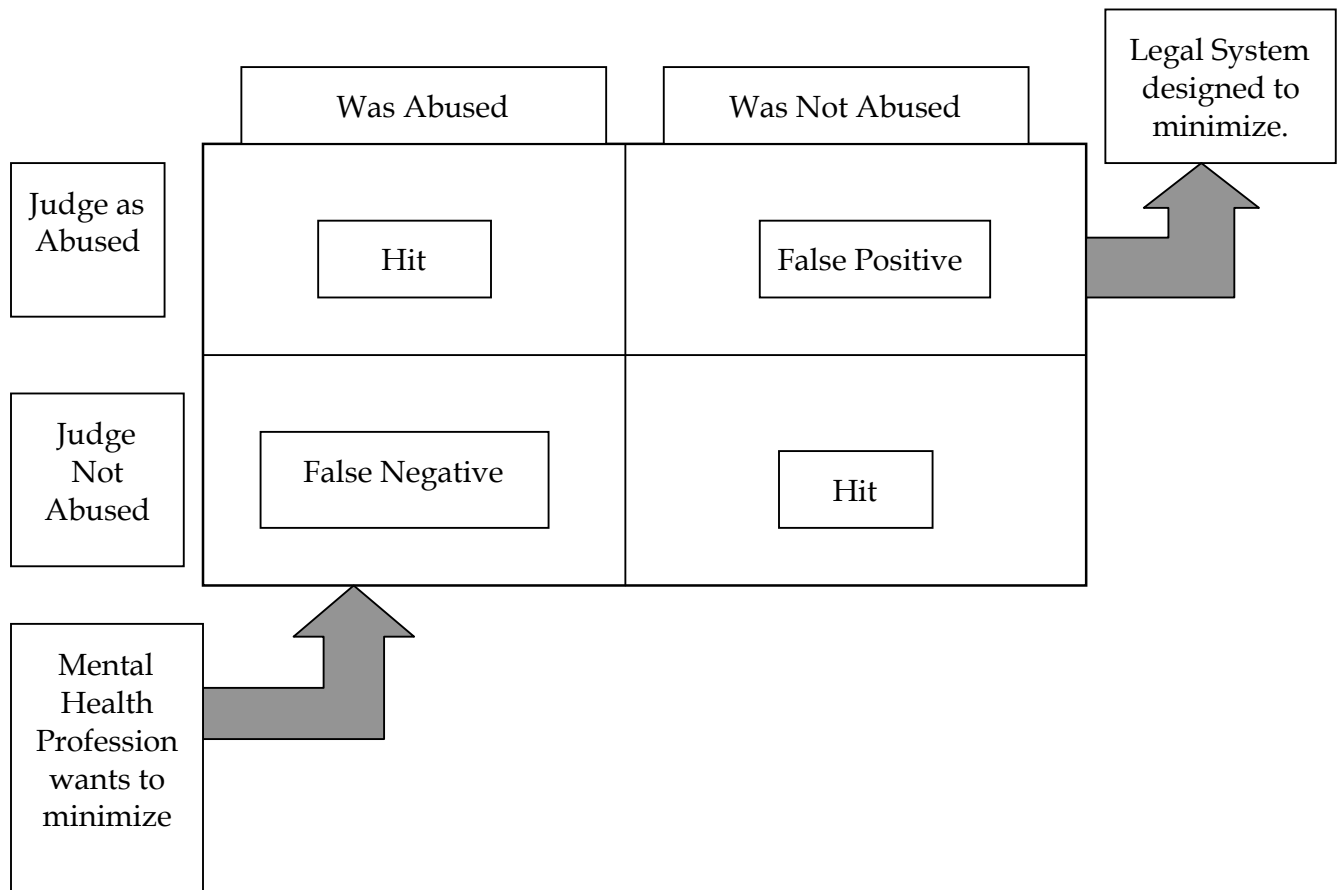 Legal System
designed to
minimize.
Was Abused
Was Not Abused
Judge as
Abused
Hit
False Positive
Judge
Not
Abused
False Negative
Hit
Mental
Health
Profession
wants to
minimize